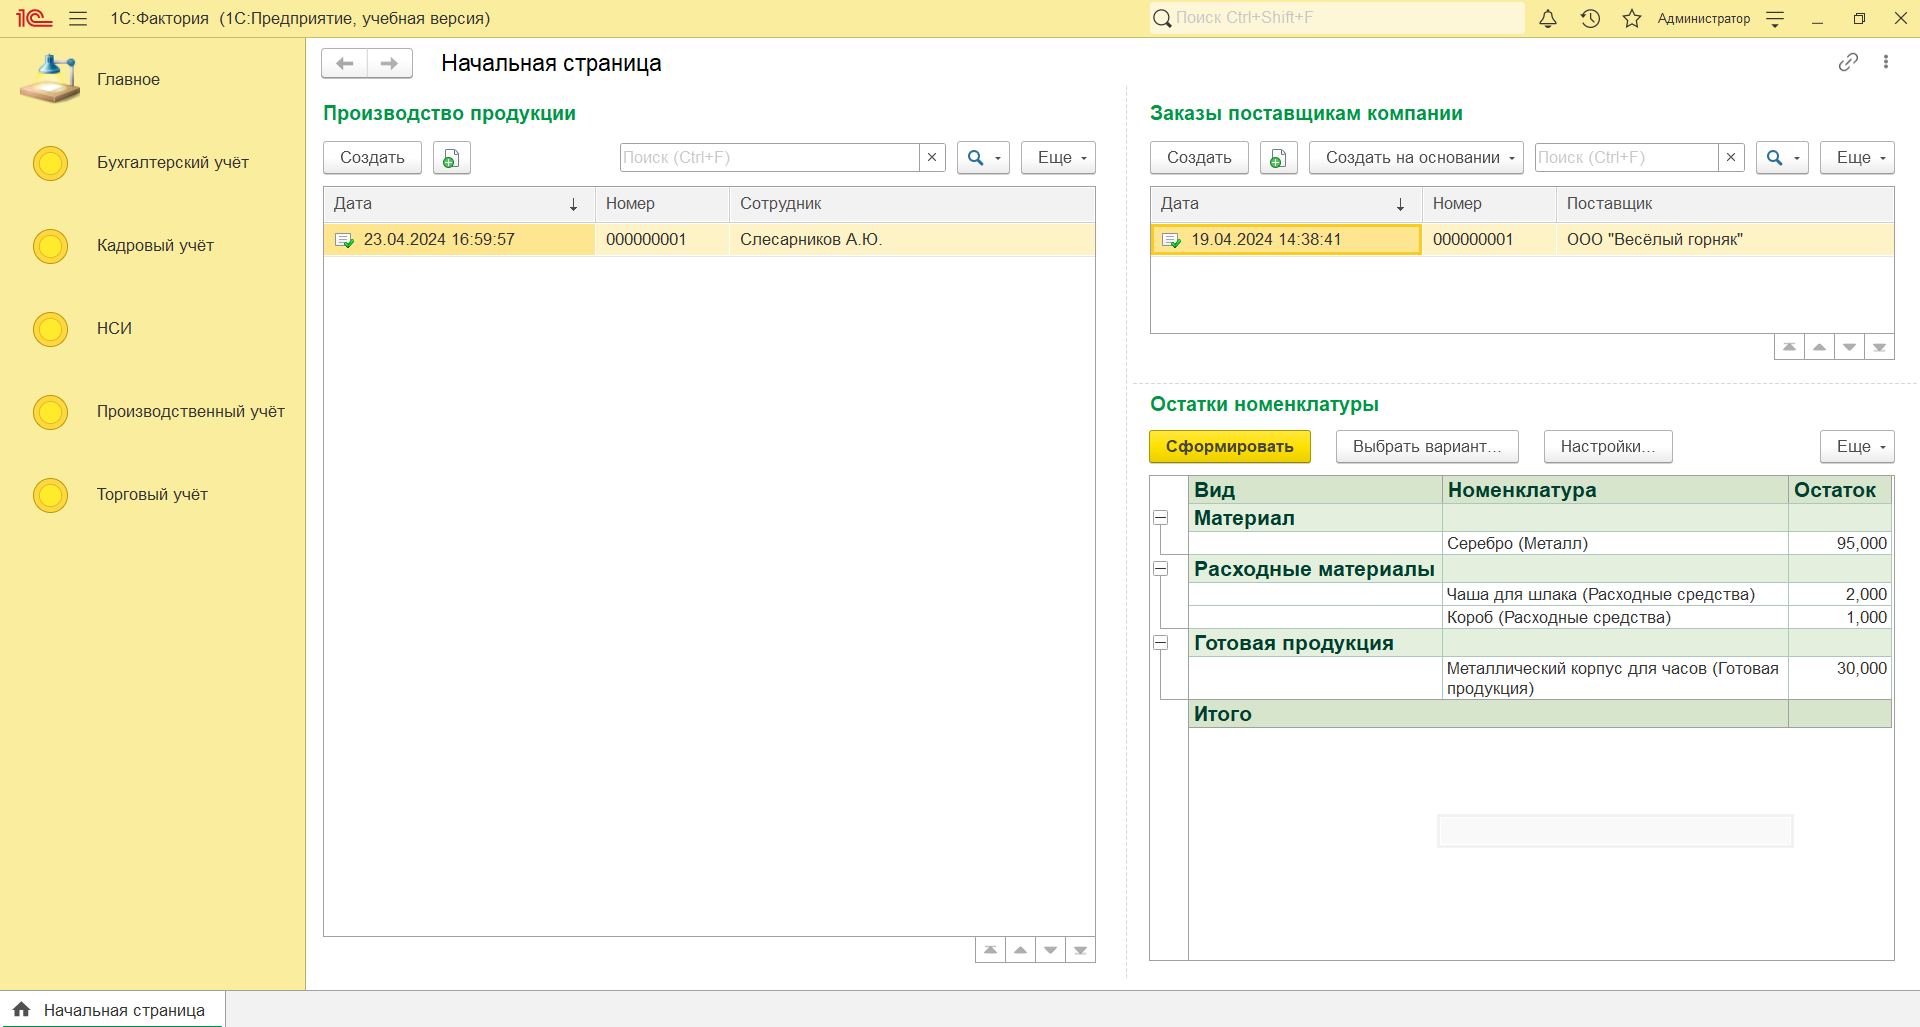 1С:Фактория (1С:Предприятие, учебная версия)
Поиск Ctrl+Shift+F
Администратор
Главное
Бухгалтерский учёт
Кадровый учёт
НСИ
Производственный учёт
Торговый учёт
Начальная страница
Производство продукции
Создать
Поиск (Ctrl+F)
Еще
Дата Номер Сотрудник
23.04.2024 16:59:57 000000001 Слесарников А.Ю.
Заказы поставщикам компании
Создать Создать на основании Поиск (Ctrl+F) Еще
Дата Номер Поставщик
19.04.2024 14:38:41 000000001 ООО "Весёлый горняк"
Остатки номенклатуры
Сформировать Выбрать вариант... Настройки... Еще
Вид Номенклатура Остаток
Материал
Серебро (Металл) 95,000
Расходные материалы
Чаша для шлака (Расходные средства) 2,000
Короб (Расходные средства) 1,000
Готовая продукция
Металлический корпус для часов (Готовая 30,000
продукция)
Итого
Начальная страница